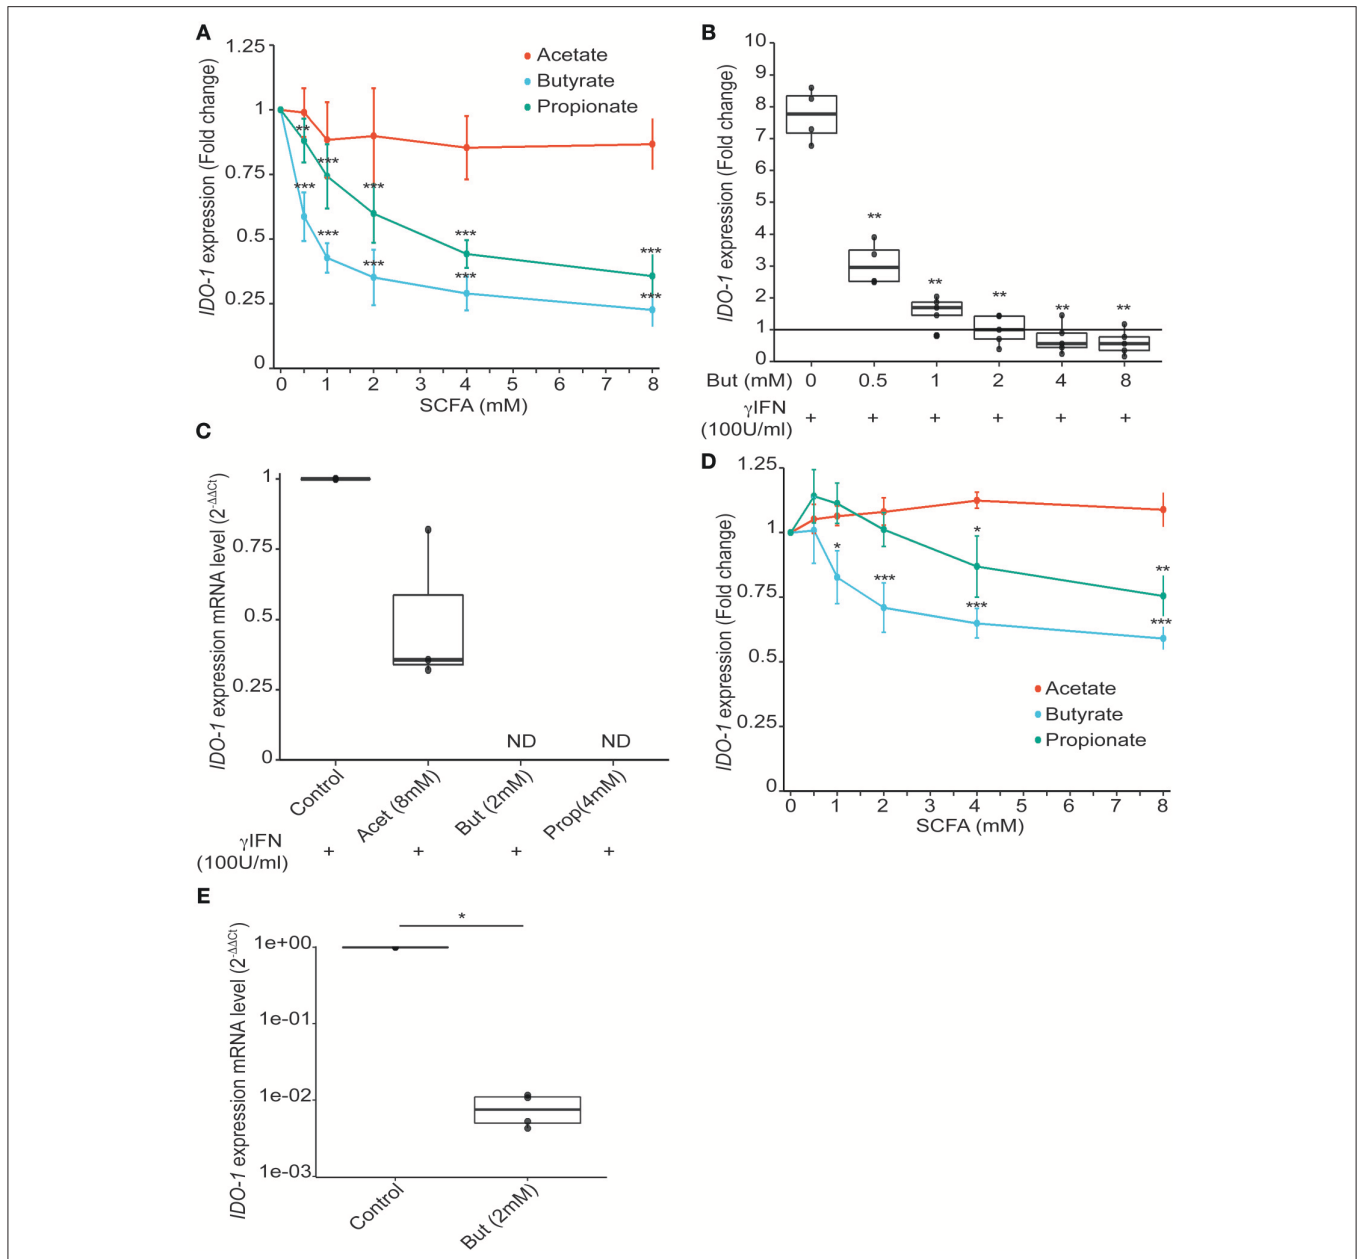 A
IDO-1 expression (Fold change)
1.25
1
0.75
0.5
0.25
0
Acetate
Butyrate
Propionate
**
***
***
***
***
***
***
***
***
***
0 1 2 3 4 5 6 7 8
SCFA (mM)
B
IDO-1 expression (Fold change)
10
9
8
7
6
5
4
3
2
1
0
**
**
**
**
**
But (mM) 0 0.5 1 2 4 8
γIFN
(100U/ml) + + + + + +
C
IDO-1 expression mRNA level (2-ΔΔCt)
1
0.75
0.5
0.25
0
ND ND
Control
Acet (8mM)
But (2mM)
Prop(4mM)
γIFN
(100U/ml) + + + +
D
IDO-1 expression (Fold change)
1.25
1
0.75
0.5
0.25
0
*
*
***
**
***
***
Acetate
Butyrate
Propionate
0 1 2 3 4 5 6 7 8
SCFA (mM)
E
IDO-1 expression mRNA level (2-ΔΔCt)
*
1e+00
1e-01
1e-02
1e-03
Control
But (2mM)